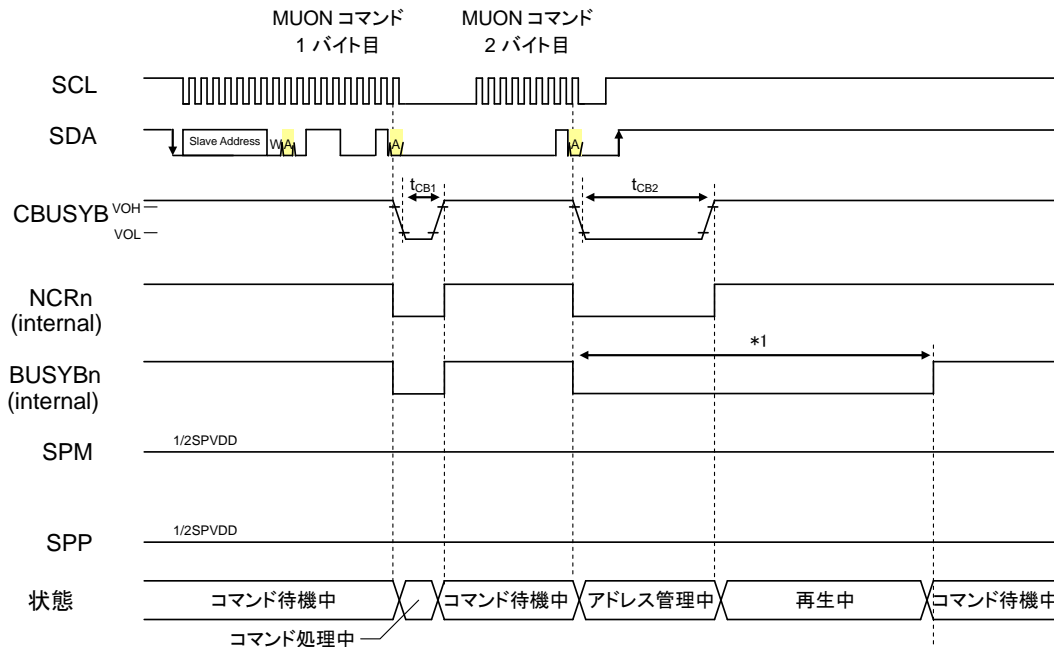 MUON コマンド
1 バイト目
MUON コマンド
2 バイト目
SCL
SDA
Slave Address
W
A
A
A
CBUSYB
VOH
VOL
tCB1
tCB2
NCRn
(internal)
BUSYBn
(internal)
*1
SPM
1/2SPVDD
SPP
1/2SPVDD
状態
コマンド待機中
コマンド待機中
アドレス管理中
再生中
コマンド待機中
コマンド処理中